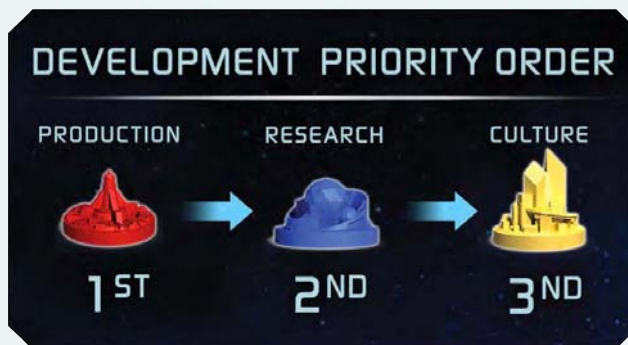 DEVELOPMENT PRIORITY ORDER
PRODUCTION RESEARCH CULTURE
1ST 2ND 3ND